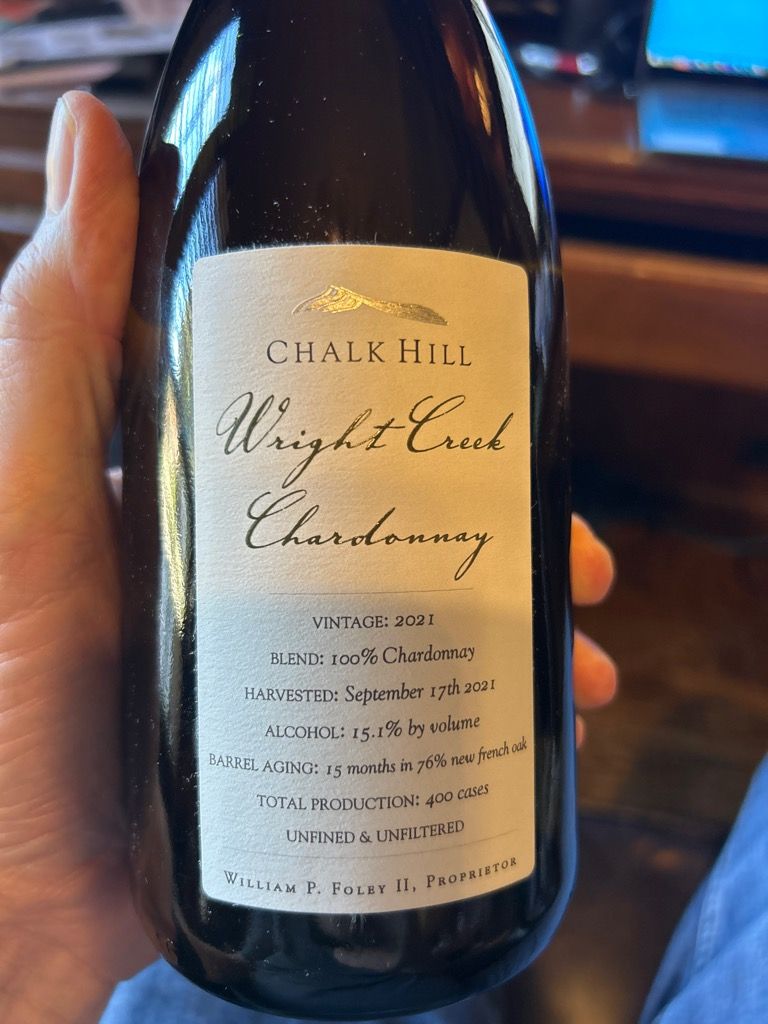 CHALK HILL
Wright Creek
Chardonnay
VINTAGE: 2021
BLEND: 100% Chardonnay
HARVESTED: September 17th 2021
ALCOHOL: 15.1% by volume
BARREL AGING: 15 months in 76% new french oak
TOTAL PRODUCTION: 400 cases
UNFINED & UNFILTERED
WILLIAM P. FOLEY II, PROPRIETOR